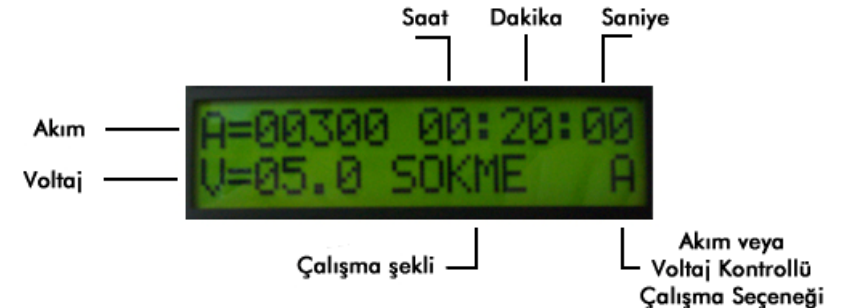 Saat Dakika Saniye
Akım A=00300 00:20:00
Voltaj V=05.0 SOKME A
Çalışma şekli
Akım veya
Voltaj Kontrollü
Çalışma Seçeneği